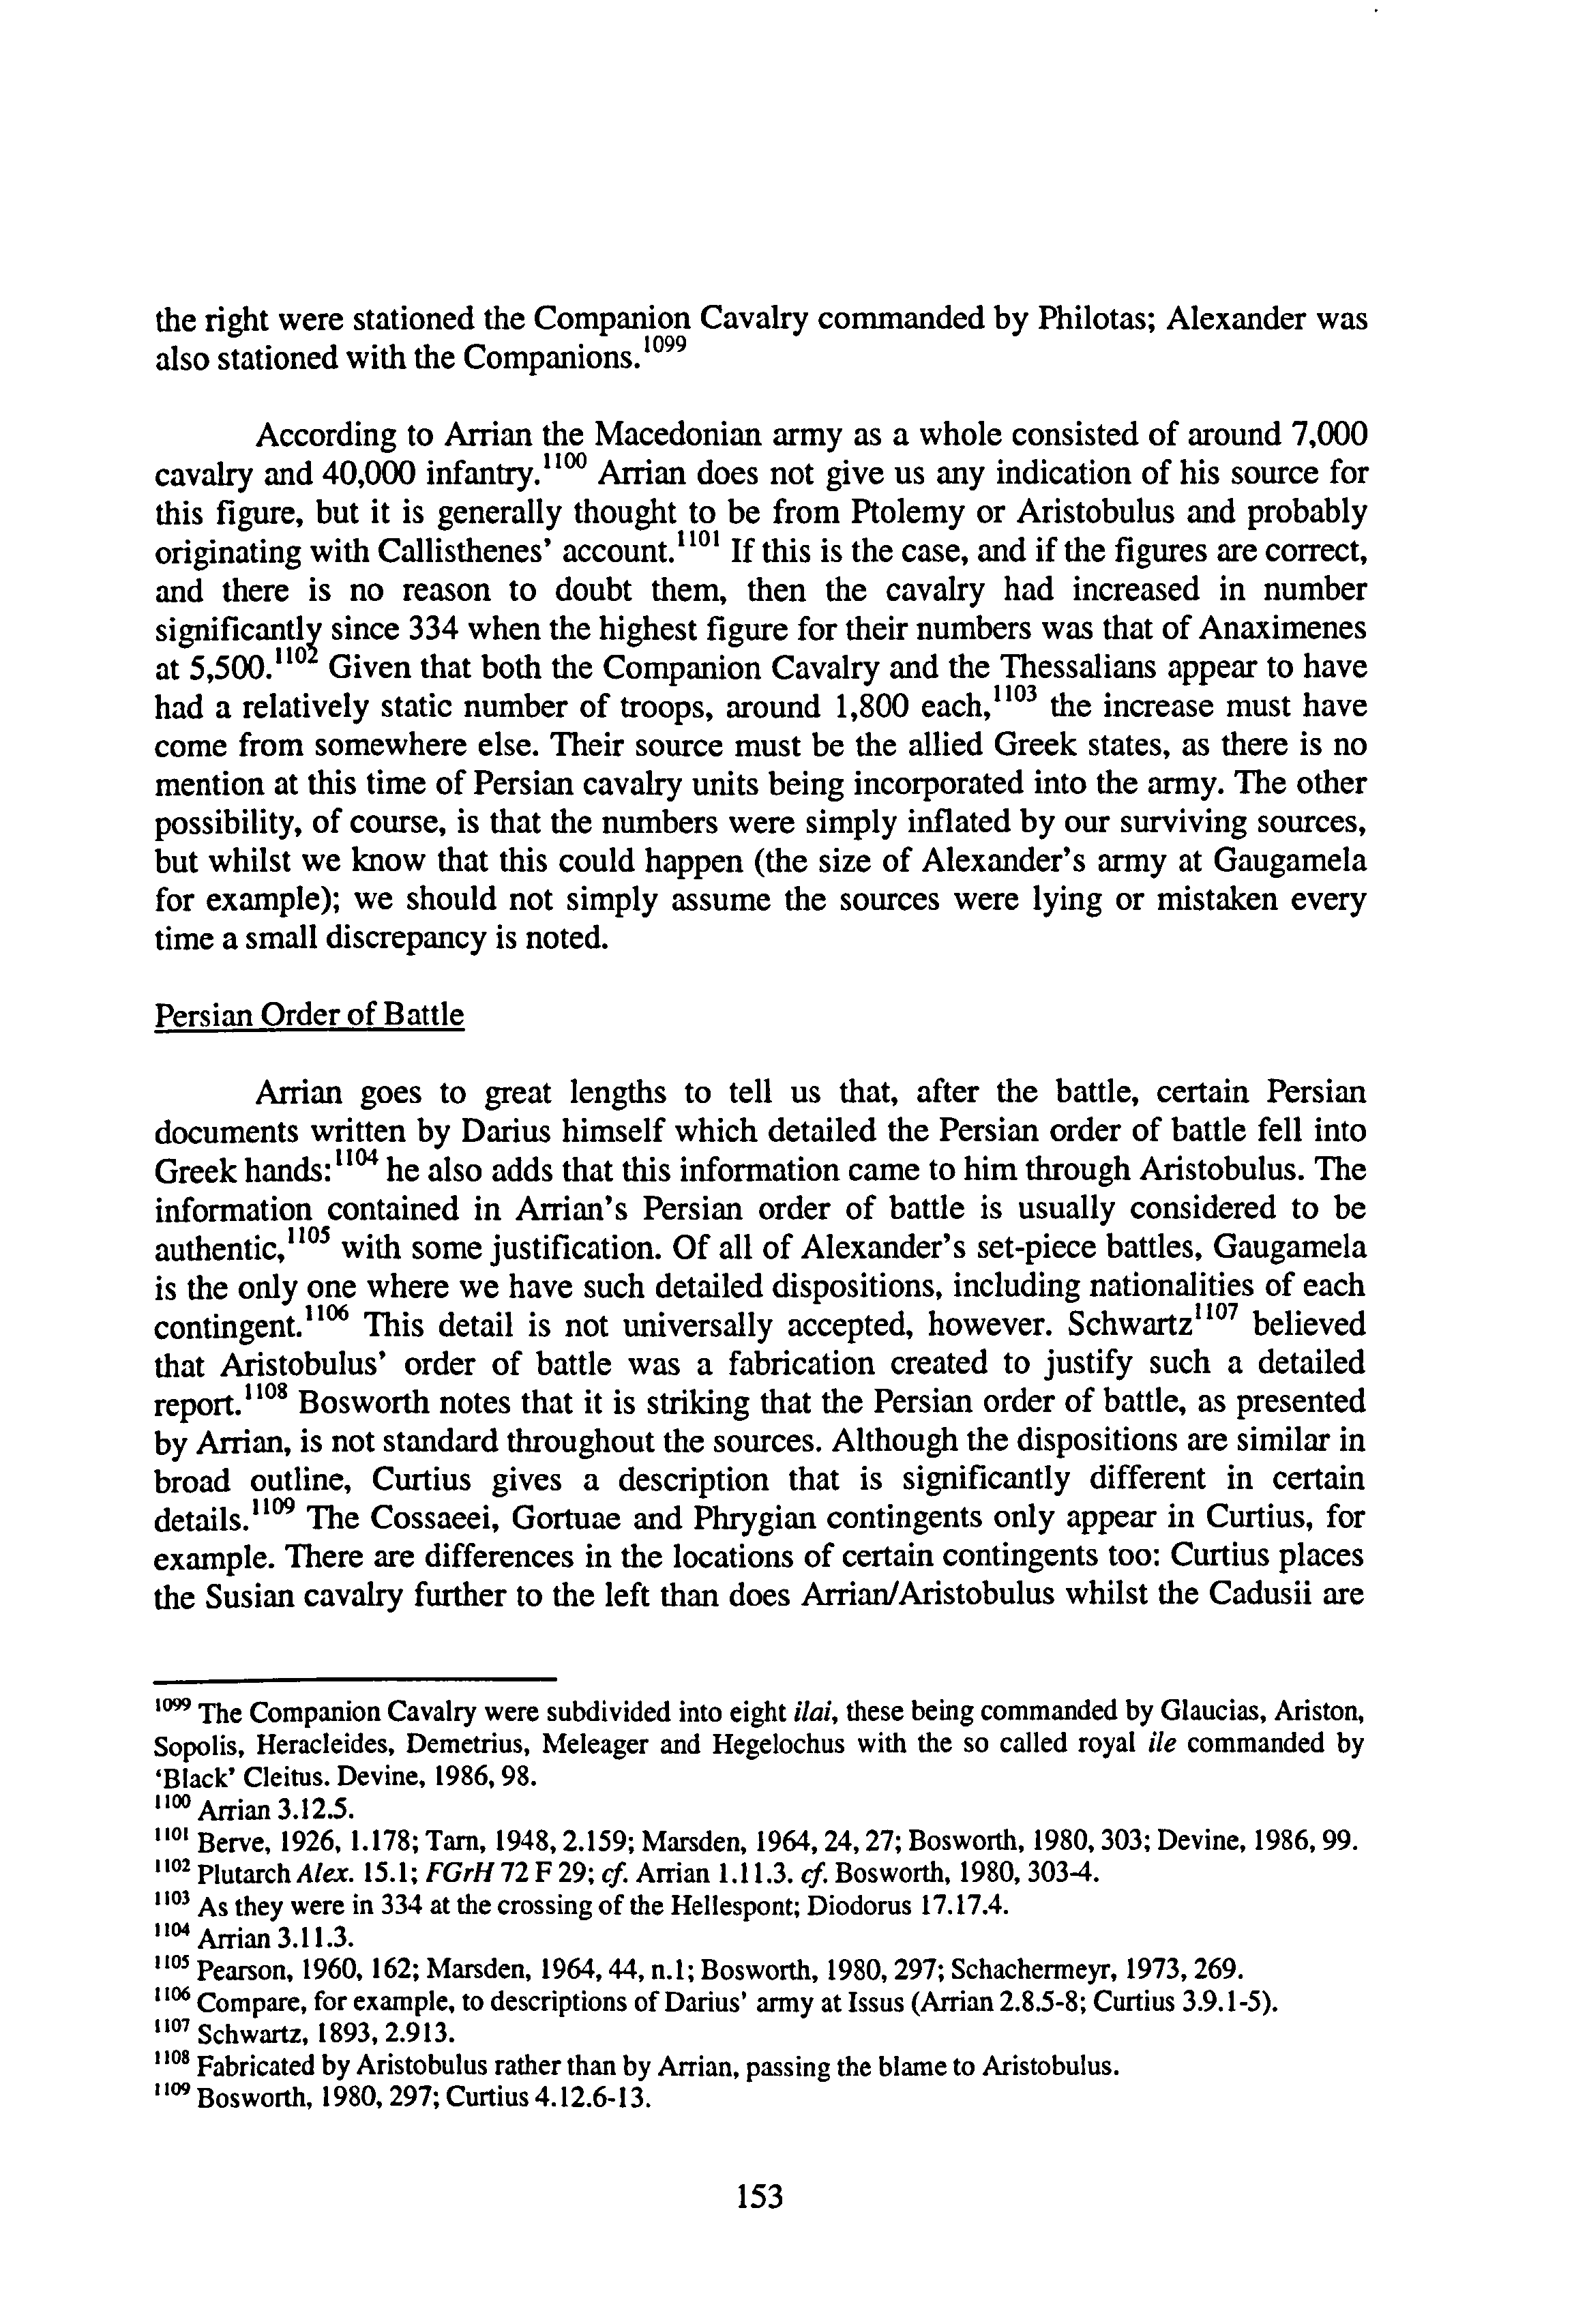 the right were stationed the Companion Cavalry commanded by Philotas; Alexander was
also stationed with the Companions.1099
According to Arrian the Macedonian army as a whole consisted of around 7,000
cavalry and 40,000 infantry.1100 Arrian does not give us any indication of his source for
this figure, but it is generally thought to be from Ptolemy or Aristobulus and probably
originating with Callisthenes' account.1101 If this is the case, and if the figures are correct,
and there is no reason to doubt them, then the cavalry had increased in number
significantly since 334 when the highest figure for their numbers was that of Anaximenes
at 5,500.1102 Given that both the Companion Cavalry and the Thessalians appear to have
had a relatively static number of troops, around 1,800 each,1103 the increase must have
come from somewhere else. Their source must be the allied Greek states, as there is no
mention at this time of Persian cavalry units being incorporated into the army. The other
possibility, of course, is that the numbers were simply inflated by our surviving sources,
but whilst we know that this could happen (the size of Alexander's army at Gaugamela
for example); we should not simply assume the sources were lying or mistaken every
time a small discrepancy is noted.
Persian Order of Battle
Arrian goes to great lengths to tell us that, after the battle, certain Persian
documents written by Darius himself which detailed the Persian order of battle fell into
Greek hands:1104 he also adds that this information came to him through Aristobulus. The
information contained in Arrian's Persian order of battle is usually considered to be
authentic,1105 with some justification. Of all of Alexander's set-piece battles, Gaugamela
is the only one where we have such detailed dispositions, including nationalities of each
contingent.1106 This detail is not universally accepted, however. Schwartz1107 believed
that Aristobulus' order of battle was a fabrication created to justify such a detailed
report.1108 Bosworth notes that it is striking that the Persian order of battle, as presented
by Arrian, is not standard throughout the sources. Although the dispositions are similar in
broad outline, Curtius gives a description that is significantly different in certain
details.1109 The Cossaeei, Gortuae and Phrygian contingents only appear in Curtius, for
example. There are differences in the locations of certain contingents too: Curtius places
the Susian cavalry further to the left than does Arrian/Aristobulus whilst the Cadusii are
1099 The Companion Cavalry were subdivided into eight ilai, these being commanded by Glaucias, Ariston,
Sopolis, Heracleides, Demetrius, Meleager and Hegelochus with the so called royal ile commanded by
'Black' Cleitus. Devine, 1986, 98.
1100 Arrian 3.12.5.
1101 Berve, 1926, 1.178; Tarn, 1948, 2.159; Marsden, 1964, 24, 27; Bosworth, 1980, 303; Devine, 1986, 99.
1102 Plutarch Alex. 15.1; FGrH 72 F 29; cf. Arrian 1.11.3. cf. Bosworth, 1980, 303-4.
1103 As they were in 334 at the crossing of the Hellespont; Diodorus 17.17.4.
1104 Arrian 3.11.3.
1105 Pearson, 1960, 162; Marsden, 1964, 44, n.1; Bosworth, 1980, 297; Schachermeyr, 1973, 269.
1106 Compare, for example, to descriptions of Darius' army at Issus (Arrian 2.8.5-8; Curtius 3.9.1-5).
1107 Schwartz, 1893, 2.913.
1108 Fabricated by Aristobulus rather than by Arrian, passing the blame to Aristobulus.
1109 Bosworth, 1980, 297; Curtius 4.12.6-13.
153